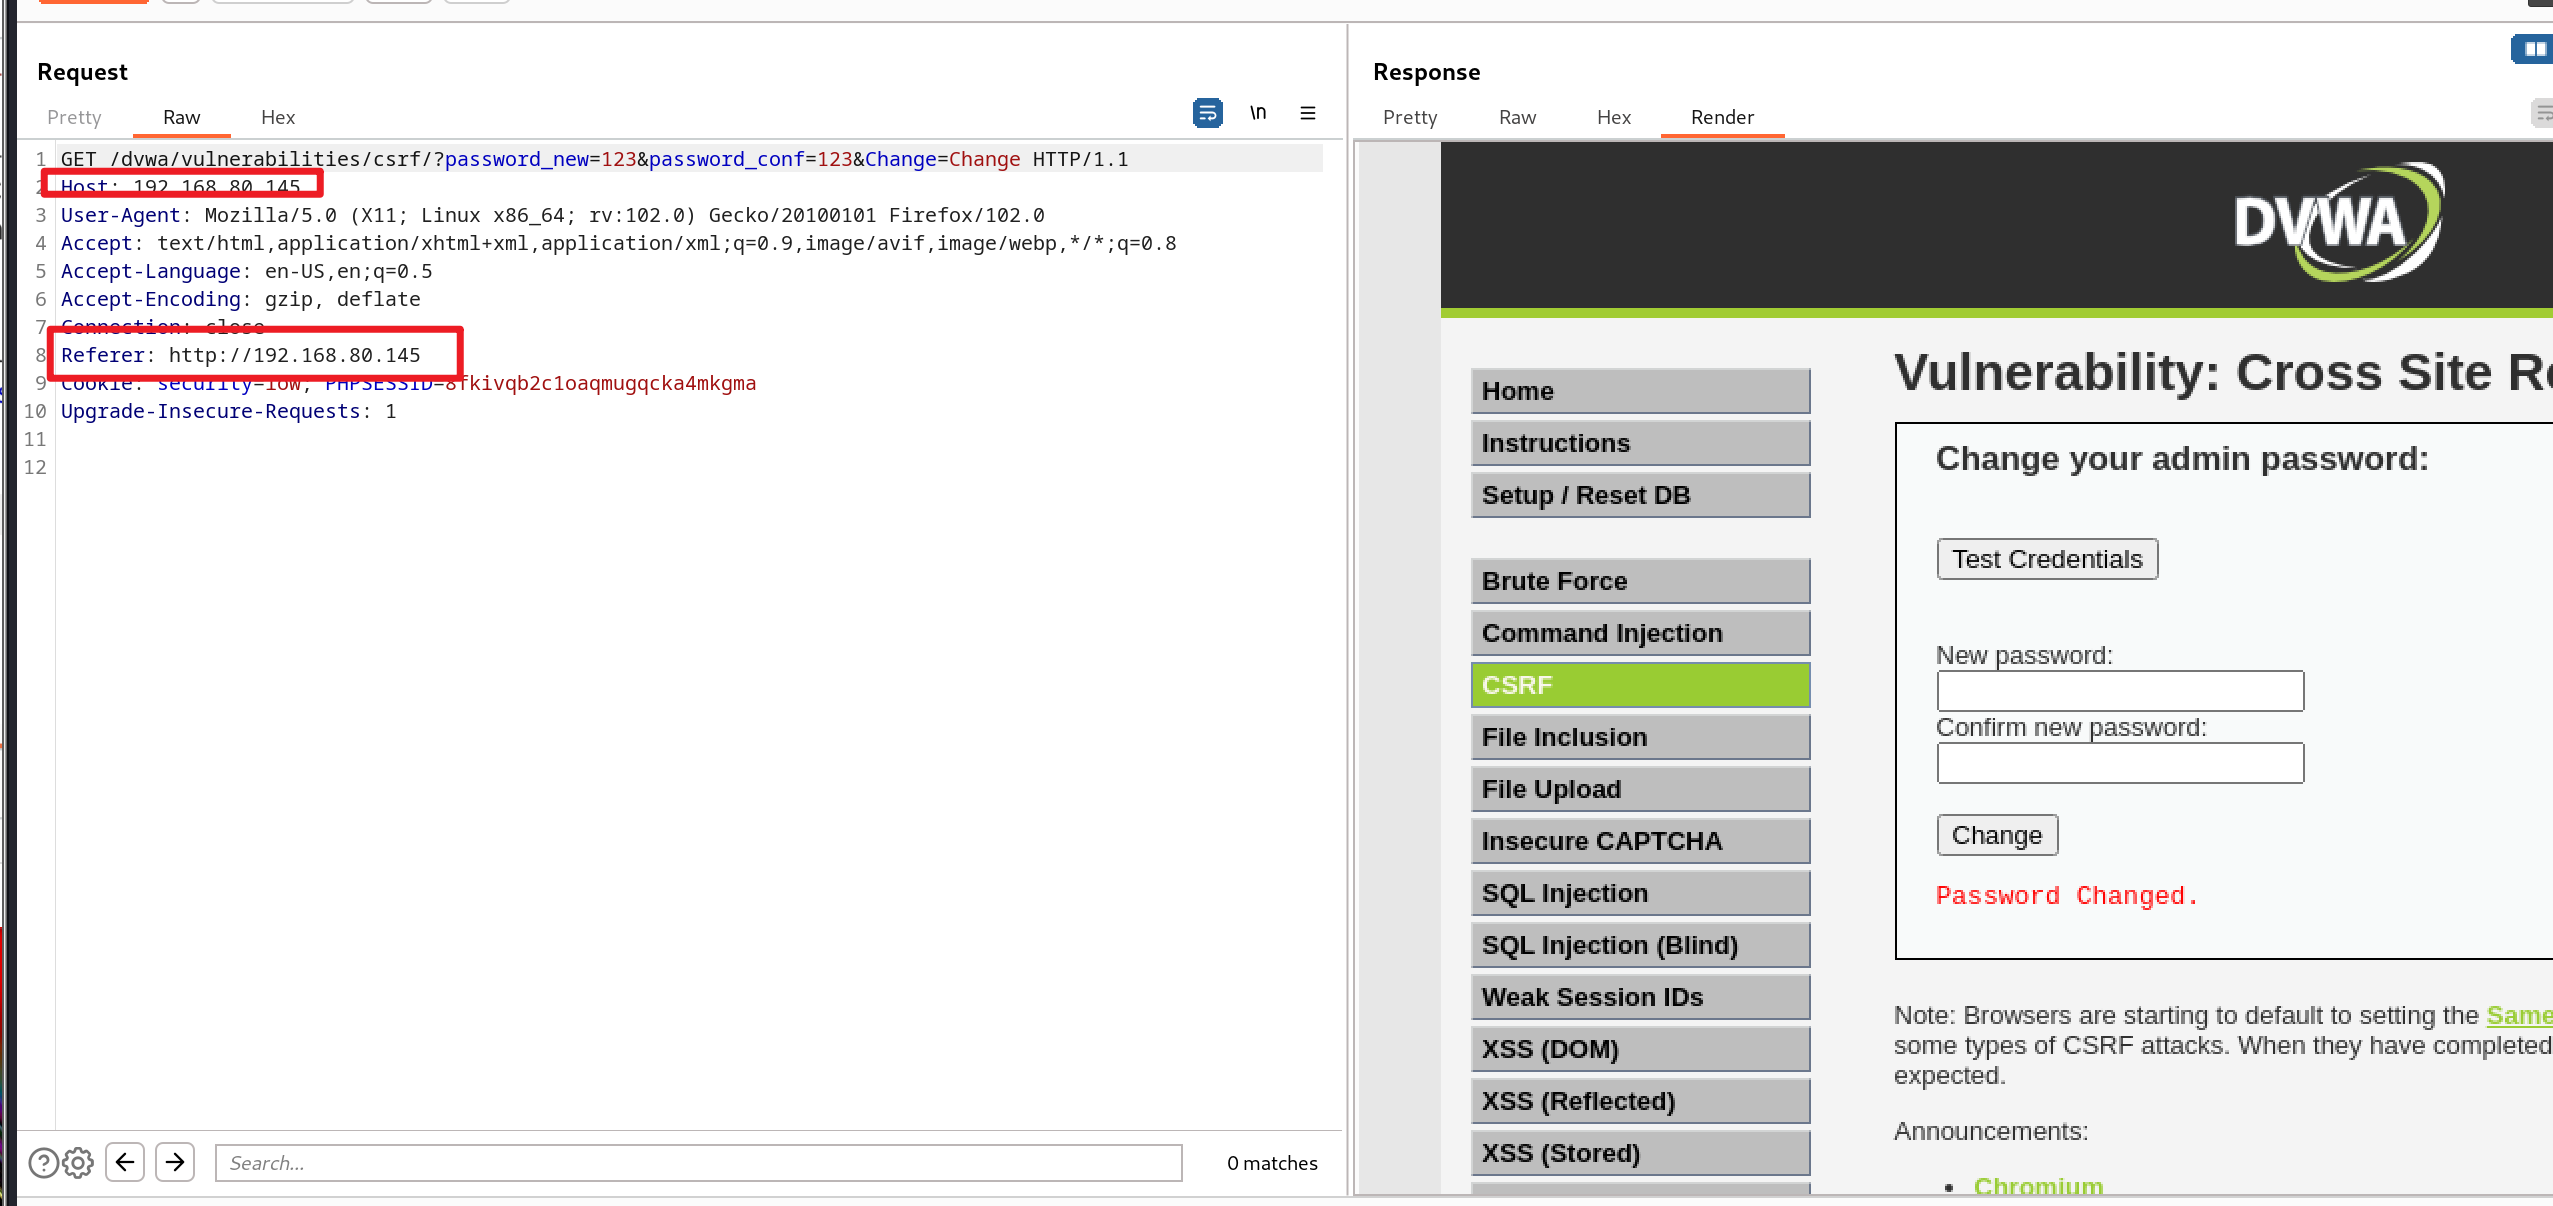 Request
Pretty
Raw
Hex
\n
1 GET /dvwa/vulnerabilities/csrf/?password_new=123&password_conf=123&Change=Change HTTP/1.1
2 Host: 192.168.80.145
3 User-Agent: Mozilla/5.0 (X11; Linux x86_64; rv:102.0) Gecko/20100101 Firefox/102.0
4 Accept: text/html,application/xhtml+xml,application/xml;q=0.9,image/avif,image/webp,*/*;q=0.8
5 Accept-Language: en-US,en;q=0.5
6 Accept-Encoding: gzip, deflate
7 Connection: close
8 Referer: http://192.168.80.145
9 Cookie: security=low; PHPSESSID=8fkivqb2c1oaqmugqcka4mkgma
10 Upgrade-Insecure-Requests: 1
11
12
Search...
0 matches
Response
Pretty
Raw
Hex
Render
DVWA
Home
Instructions
Setup / Reset DB
Brute Force
Command Injection
CSRF
File Inclusion
File Upload
Insecure CAPTCHA
SQL Injection
SQL Injection (Blind)
Weak Session IDs
XSS (DOM)
XSS (Reflected)
XSS (Stored)
Vulnerability: Cross Site Re
Change your admin password:
Test Credentials
New password:
Confirm new password:
Change
Password Changed.
Note: Browsers are starting to default to setting the Same
some types of CSRF attacks. When they have completed
expected.
Announcements:
• Chromium